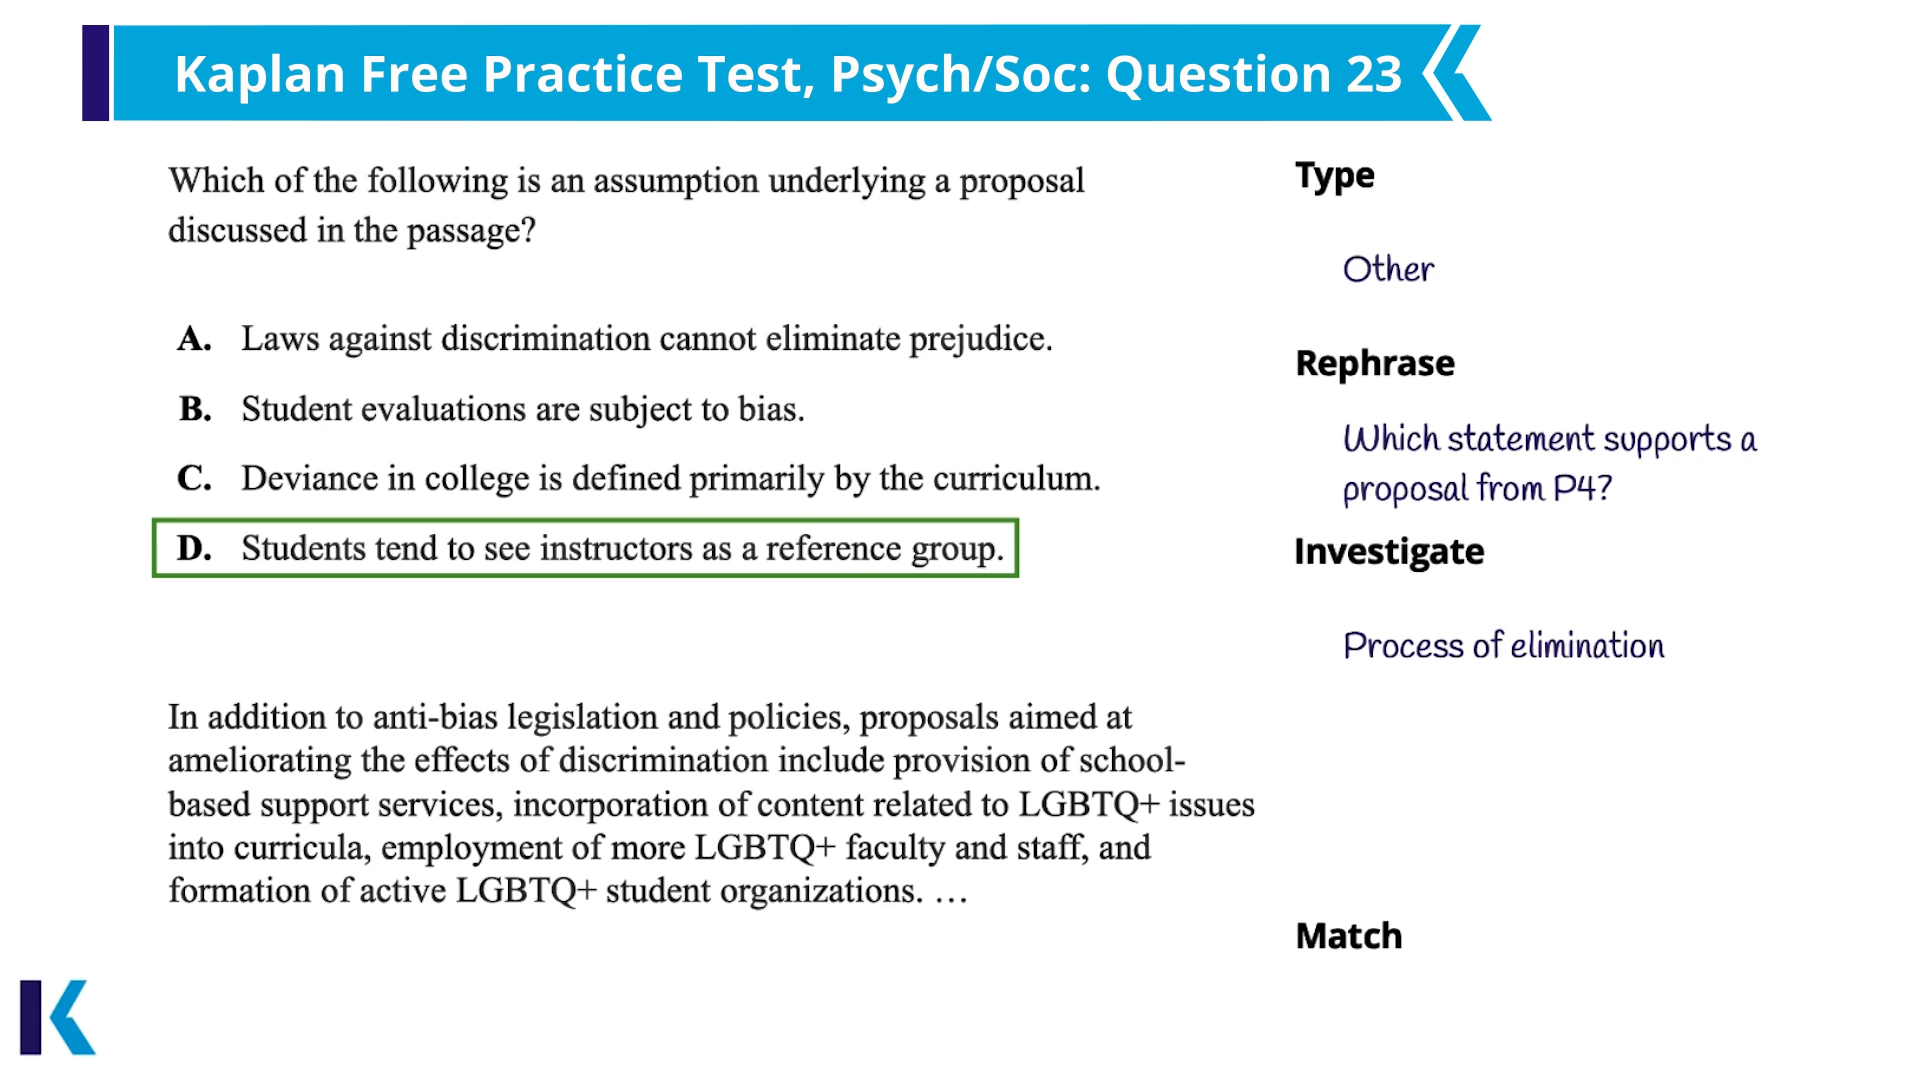 Kaplan Free Practice Test, Psych/Soc: Question 23
Which of the following is an assumption underlying a proposal
discussed in the passage?
A. Laws against discrimination cannot eliminate prejudice.
B. Student evaluations are subject to bias.
C. Deviance in college is defined primarily by the curriculum.
D. Students tend to see instructors as a reference group.
In addition to anti-bias legislation and policies, proposals aimed at
ameliorating the effects of discrimination include provision of school-
based support services, incorporation of content related to LGBTQ+ issues
into curricula, employment of more LGBTQ+ faculty and staff, and
formation of active LGBTQ+ student organizations. …
Type
Other
Rephrase
Which statement supports a
proposal from P4?
Investigate
Process of elimination
Match
K